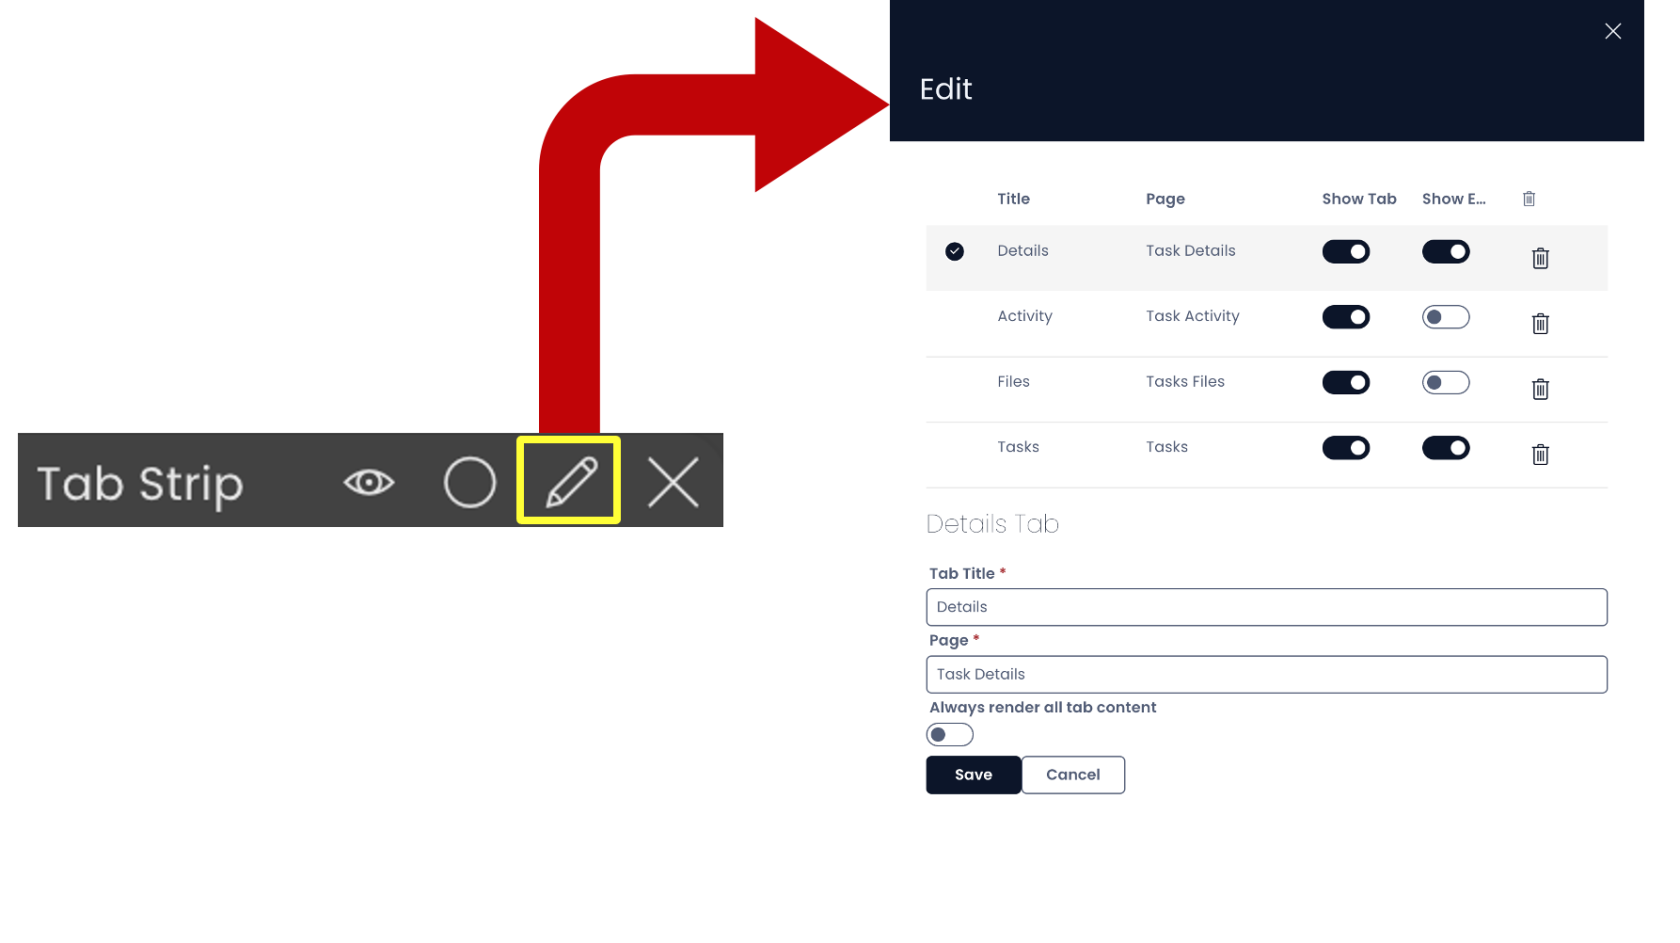 Edit
Title Page Show Tab Show E...
Details Task Details
Activity Task Activity
Files Tasks Files
Tasks Tasks
Tab Strip
Details Tab
Tab Title *
Details
Page *
Task Details
Always render all tab content
Save Cancel